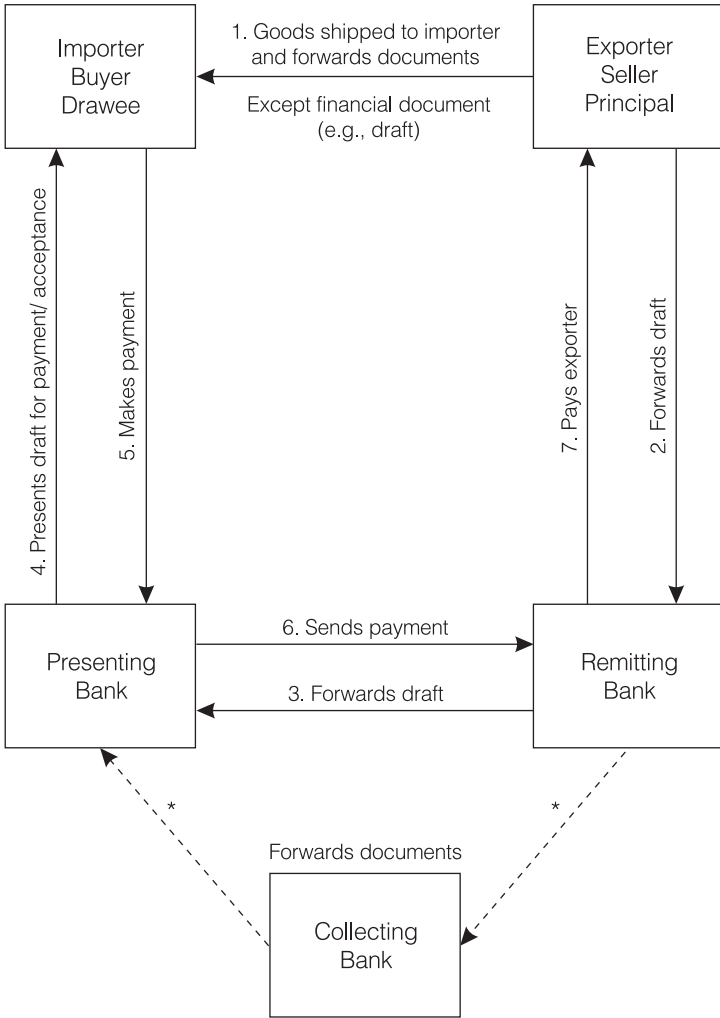 Importer
Buyer
Drawee
1. Goods shipped to importer
and forwards documents
Except financial document
(e.g., draft)
Exporter
Seller
Principal
4. Presents draft for payment/ acceptance
5. Makes payment
7. Pays exporter
2. Forwards draft
Presenting
Bank
6. Sends payment
3. Forwards draft
Remitting
Bank
*
*
Forwards documents
Collecting
Bank